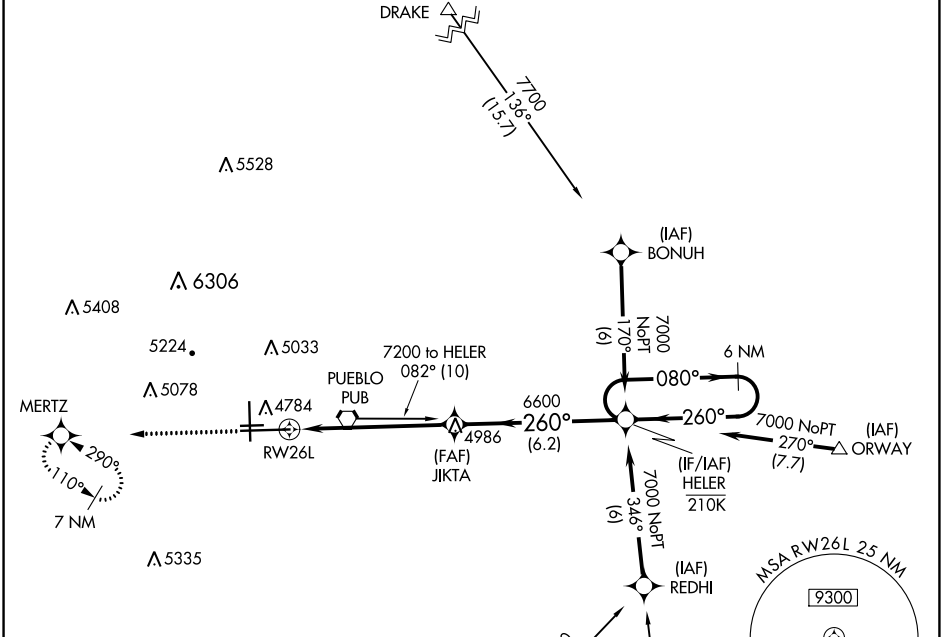 DRAKE
7700
136°
(15.7)
5528
(IAF)
BONUH
6306
5408
7000
NoPT
170°
(6)
5224
5033
7200 to HELER
082° (10)
6 NM
080°
5078
PUEBLO
PUB
6600
260°
(6.2)
260°
MERTZ
4784
4986
7000 NoPT
270°
(7.7)
(IAF)
ORWAY
RW26L
(FAF)
JIKTA
(IF/IAF)
HELER
210K
290°
110°
7 NM
7000 NoPT
346°
(6)
5335
(IAF)
REDHI
MSA RW26L 25 NM
9300